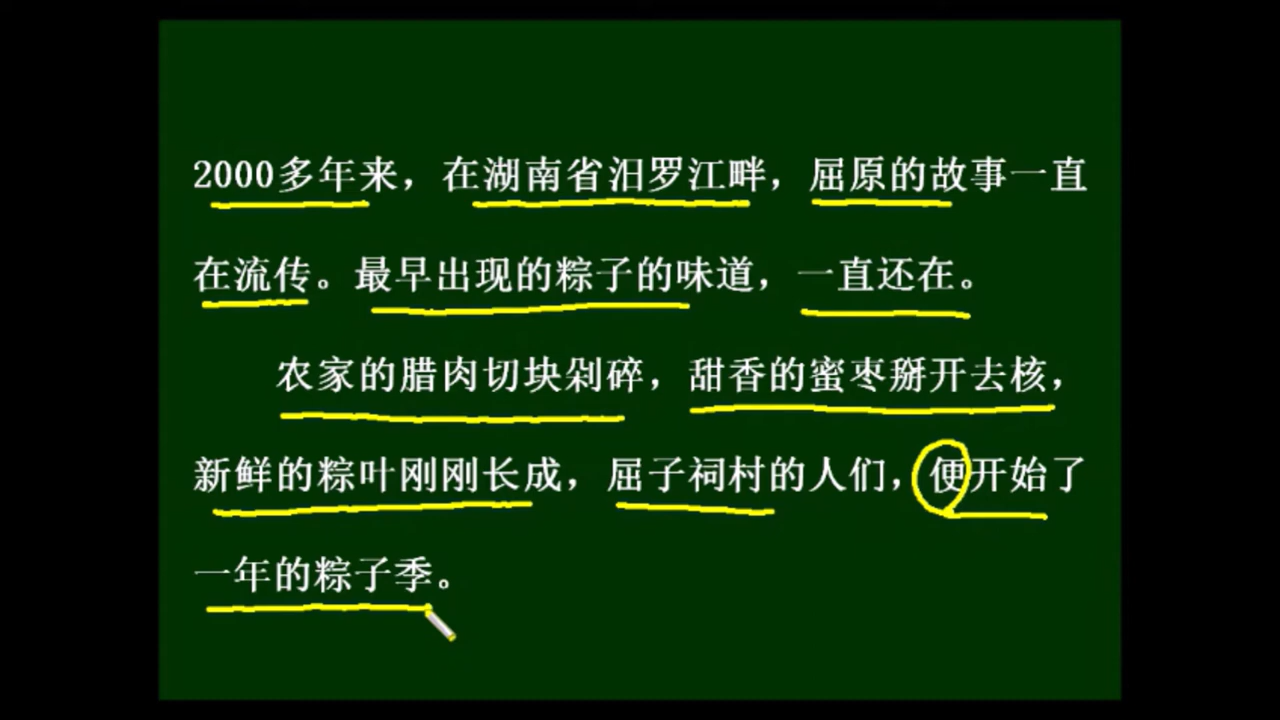 2000多年来，在湖南省汨罗江畔，屈原的故事一直
在流传。最早出现的粽子的味道，一直还在。
农家的腊肉切块剁碎，甜香的蜜枣掰开去核，
新鲜的粽叶刚刚长成，屈子祠村的人们，便开始了
一年的粽子季。